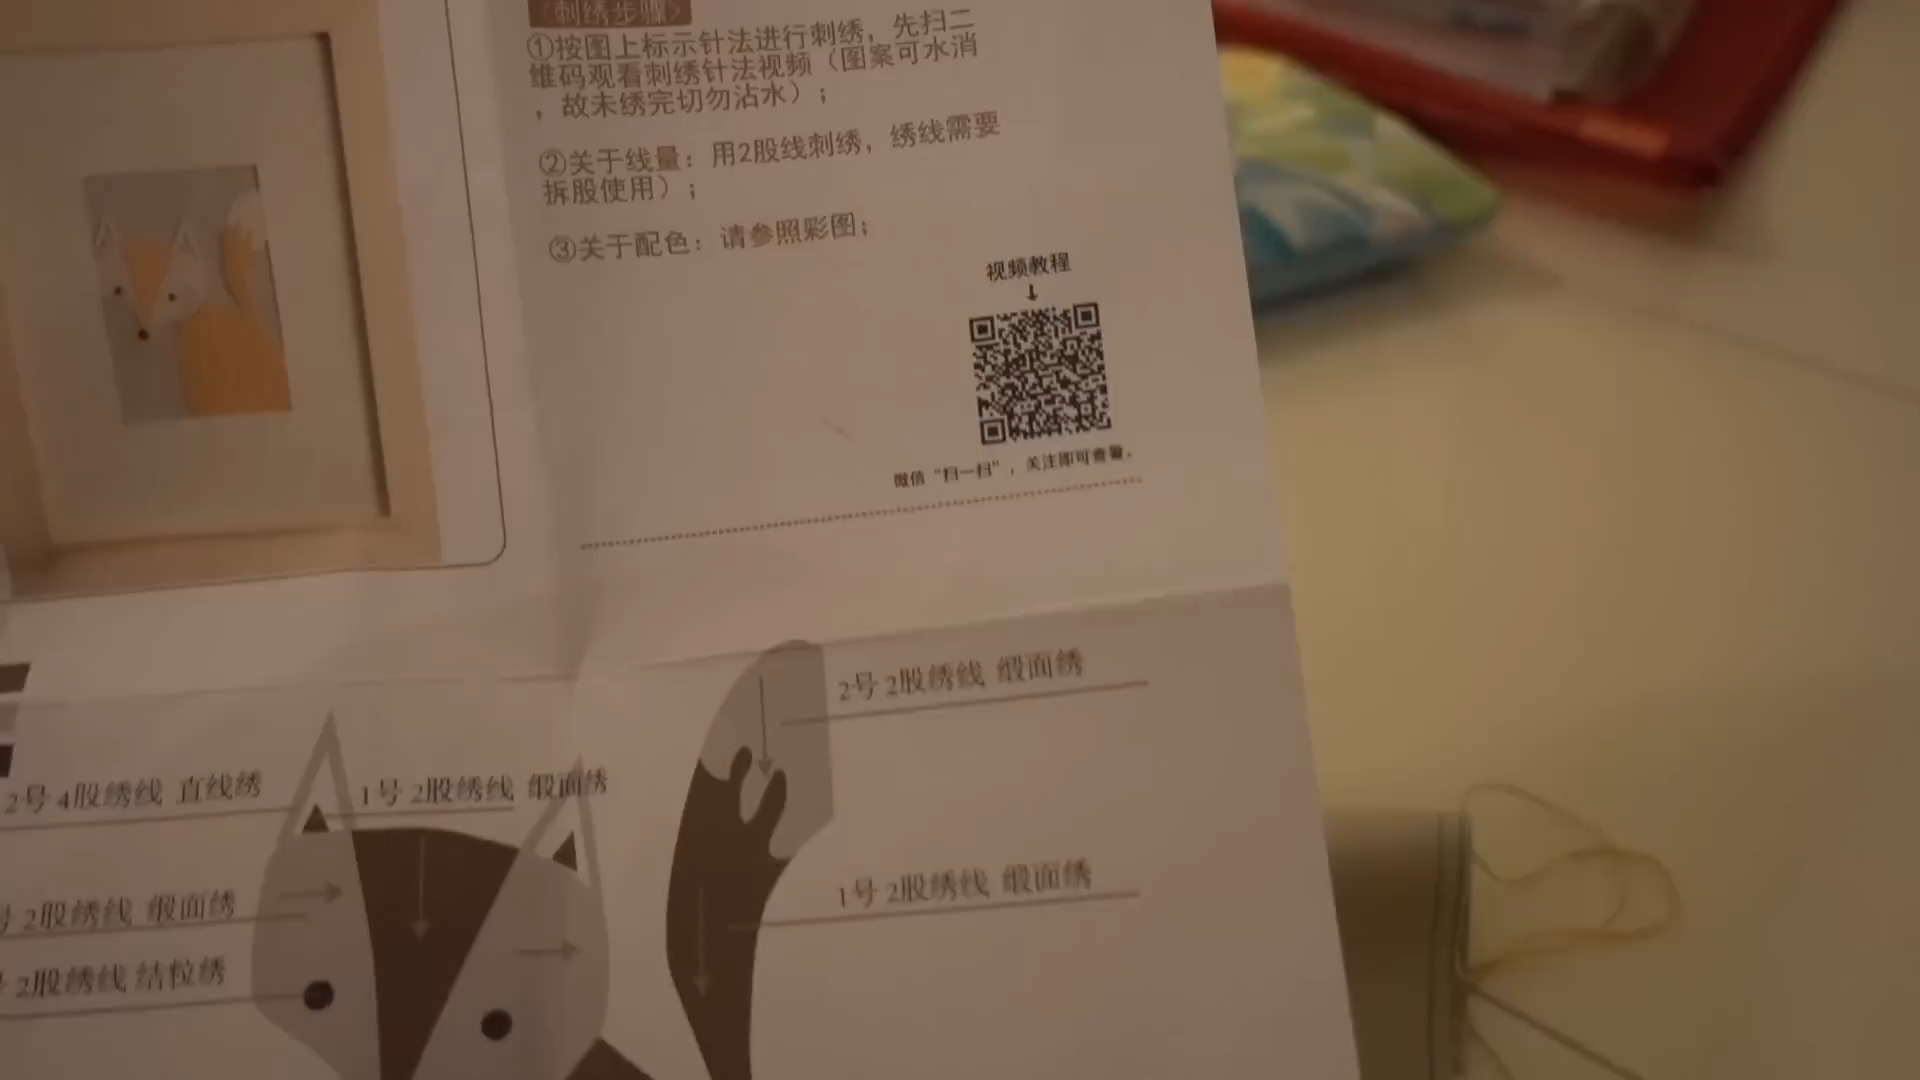 《刺绣步骤》
①按图上标示针法进行刺绣，先扫二
维码观看刺绣针法视频（图案可水消
，故未绣完切勿沾水）；
②关于线量：用2股线刺绣，绣线需要
拆股使用）；
③关于配色：请参照彩图；
视频教程
微信“扫一扫”，关注即可查看。
2号 2股绣线 缎面绣
2号 4股绣线 直线绣
1号 2股绣线 缎面绣
号 2股绣线 缎面绣
1号 2股绣线 缎面绣
2股绣线 结粒绣